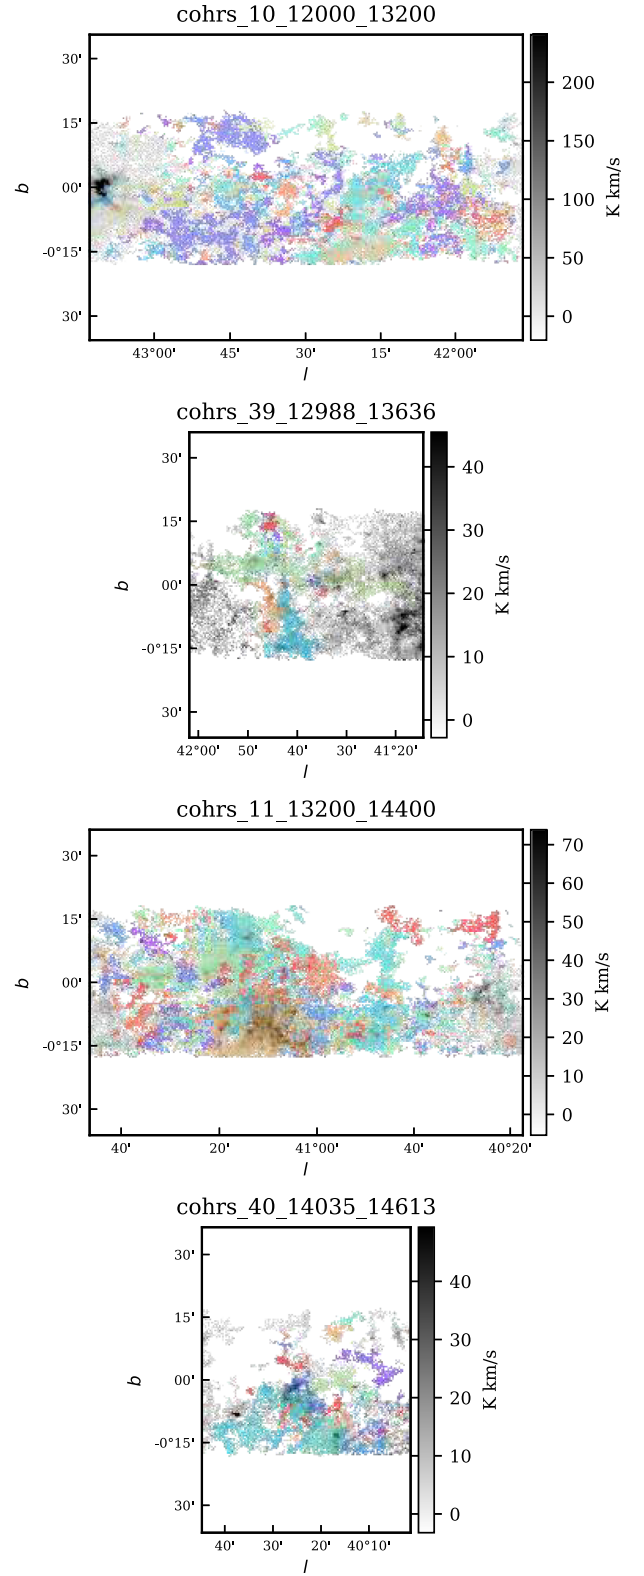 cohrs_10_12000_13200
30'
15'
00'
-0°15'
30'
b
43°00' 45' 30' 15' 42°00'
l
200
150
100
50
0
K km/s
cohrs_39_12988_13636
30'
15'
00'
-0°15'
30'
b
42°00' 50' 40' 30' 41°20'
l
40
30
20
10
0
K km/s
cohrs_11_13200_14400
30'
15'
00'
-0°15'
30'
b
40' 20' 41°00' 40' 40°20'
l
70
60
50
40
30
20
10
0
K km/s
cohrs_40_14035_14613
30'
15'
00'
-0°15'
30'
b
40' 30' 20' 40°10'
l
40
30
20
10
0
K km/s